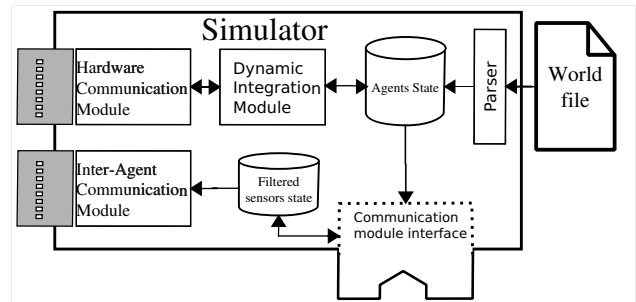 Simulator
Hardware
Communication
Module
Dynamic
Integration
Module
Agents State
Parser
World
file
Inter-Agent
Communication
Module
Filtered
sensors state
Communication
module interface